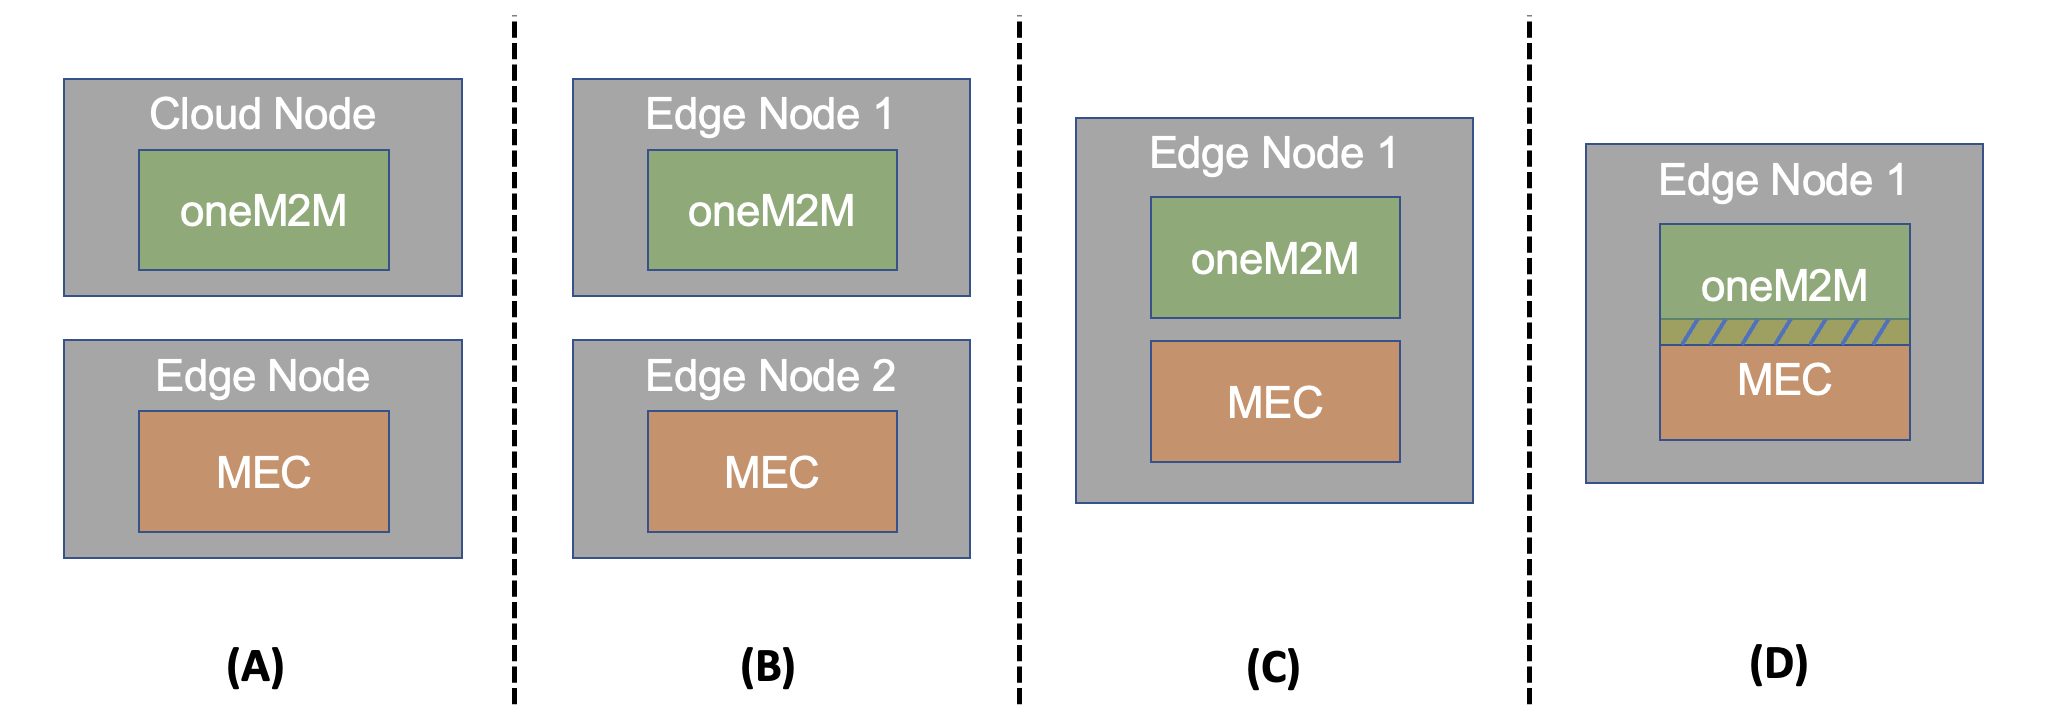 Cloud Node
oneM2M
Edge Node
MEC
(A)
Edge Node 1
oneM2M
Edge Node 2
MEC
(B)
Edge Node 1
oneM2M
MEC
(C)
Edge Node 1
oneM2M
MEC
(D)